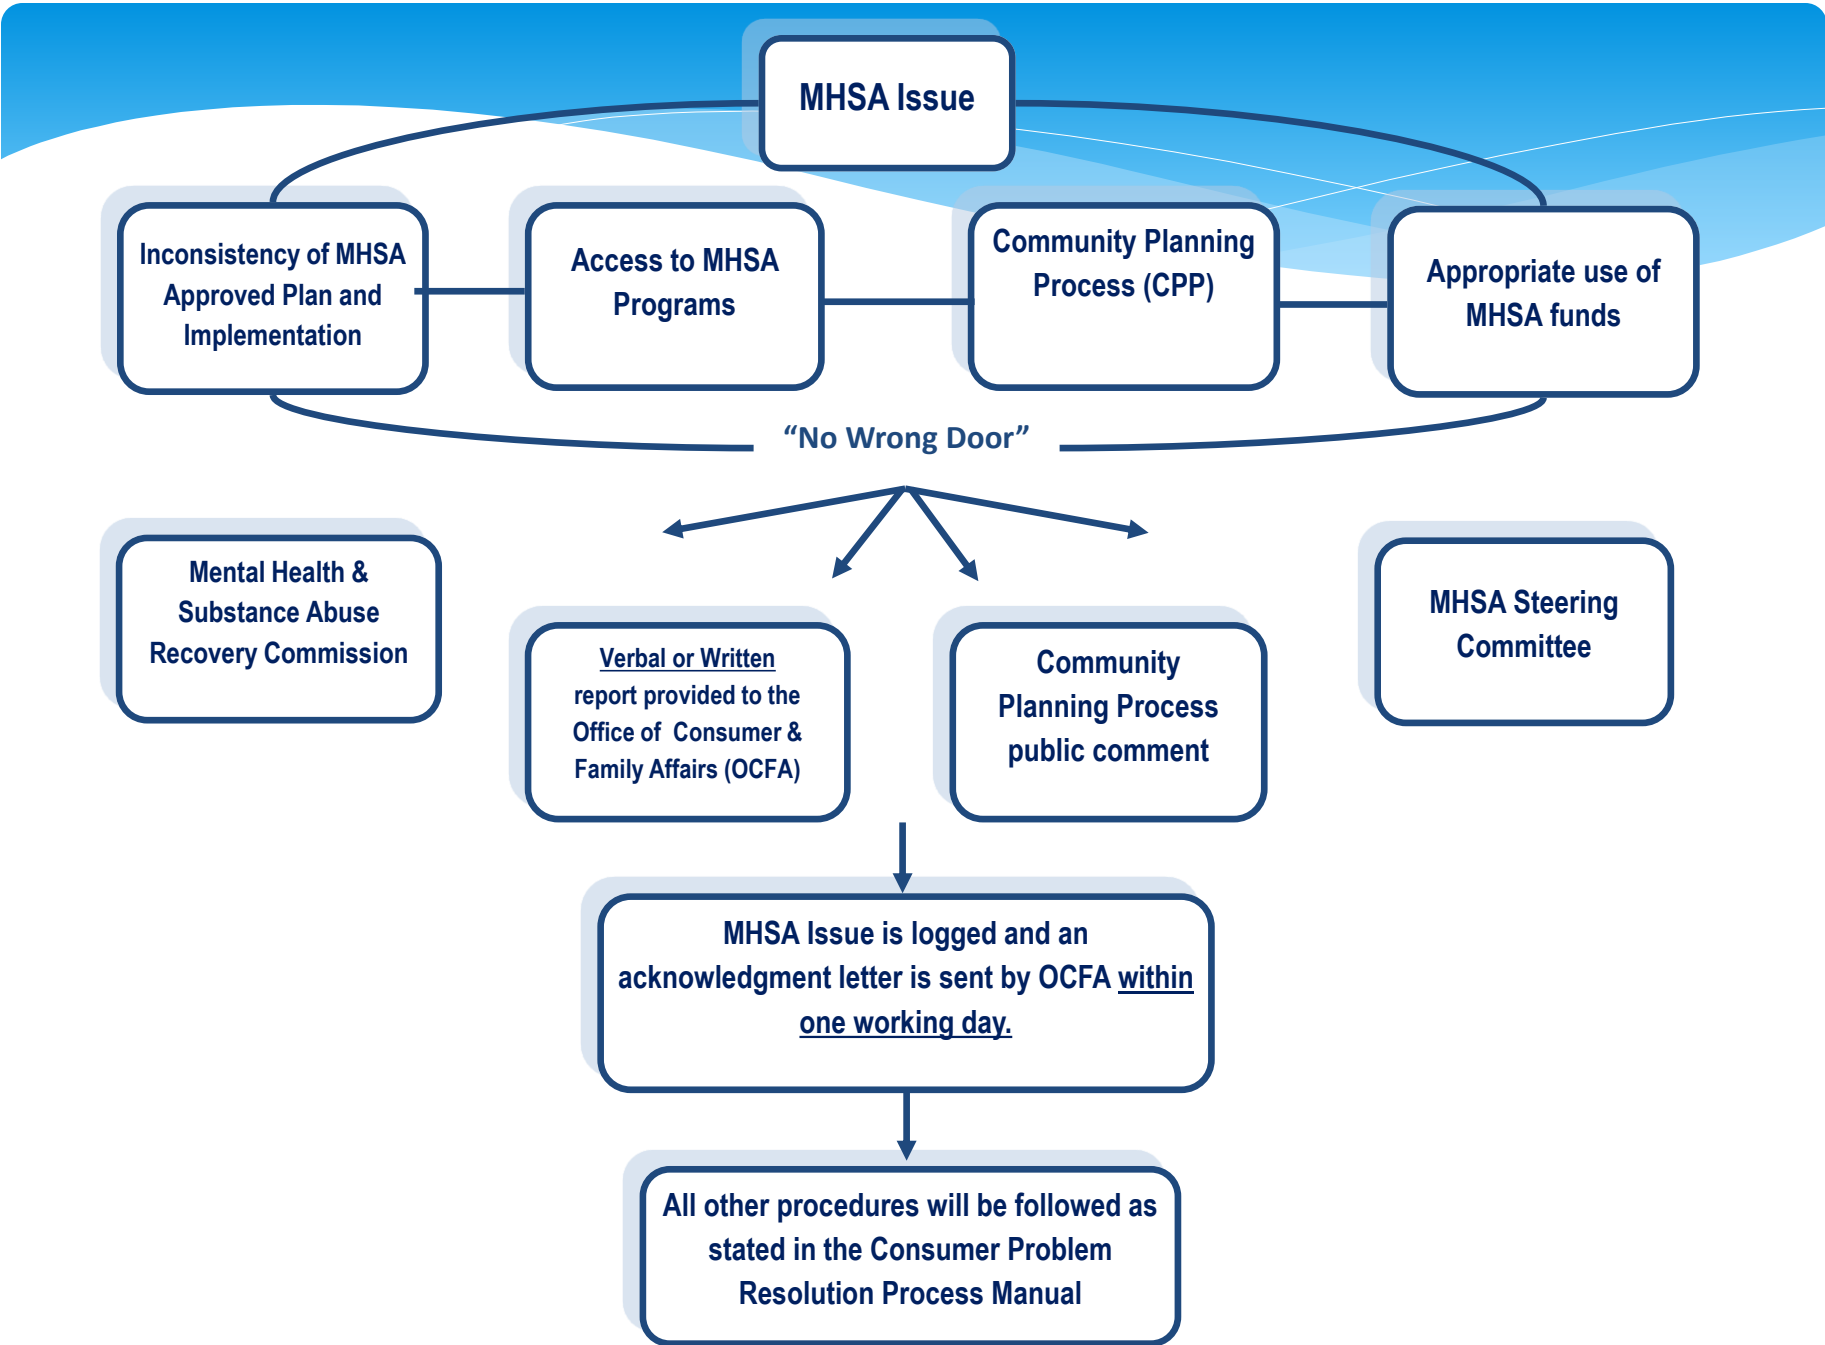 MHSA Issue
Inconsistency of MHSA
Approved Plan and
Implementation
Access to MHSA
Programs
Community Planning
Process (CPP)
Appropriate use of
MHSA funds
“No Wrong Door”
Mental Health &
Substance Abuse
Recovery Commission
Verbal or Written
report provided to the
Office of Consumer &
Family Affairs (OCFA)
Community
Planning Process
public comment
MHSA Steering
Committee
MHSA Issue is logged and an
acknowledgment letter is sent by OCFA within
one working day.
All other procedures will be followed as
stated in the Consumer Problem
Resolution Process Manual